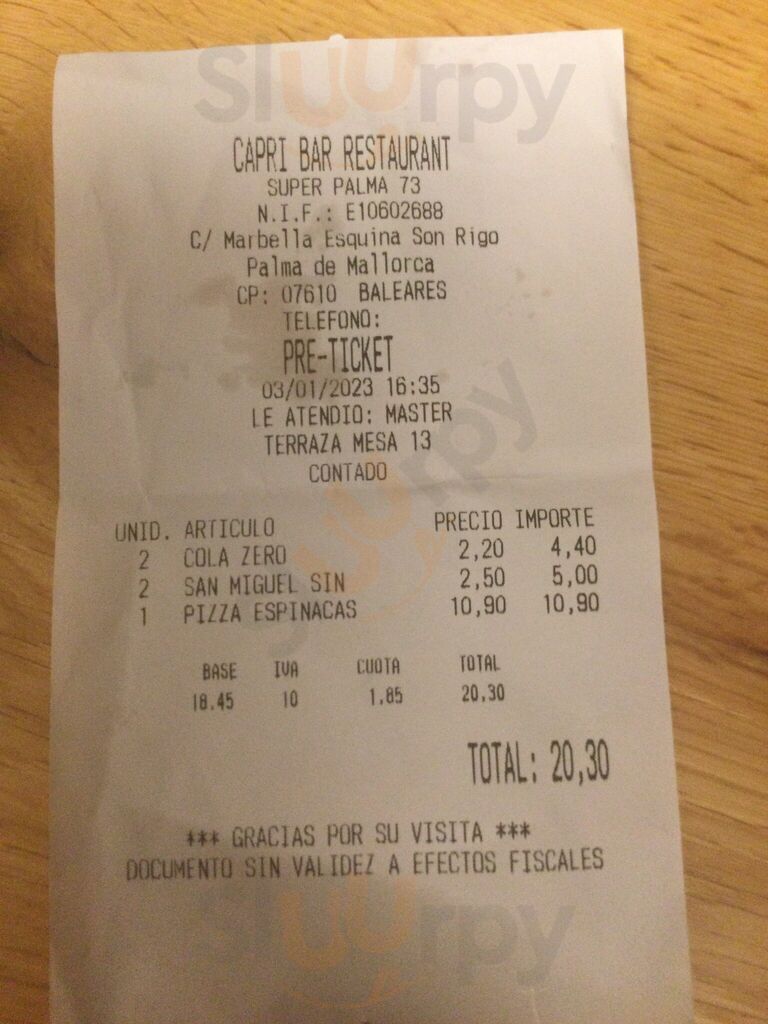 Sluurpy
CAPRI BAR RESTAURANT
SUPER PALMA 73
N.I.F.: E10602688
C/ Marbella Esquina Son Rigo
Palma de Mallorca
CP: 07610 BALEARES
TELEFONO:
PRE-TICKET
03/01/2023 16:35
LE ATENDIO: MASTER
TERRAZA MESA 13
CONTADO
Sluurpy
UNID. ARTICULO PRECIO IMPORTE
2 COLA ZERO 2,20 4,40
2 SAN MIGUEL SIN 2,50 5,00
1 PIZZA ESPINACAS 10,90 10,90
BASE IVA CUOTA TOTAL
18.45 10 1,85 20,30
TOTAL: 20,30
*** GRACIAS POR SU VISITA ***
DOCUMENTO SIN VALIDEZ A EFECTOS FISCALES
Sluurpy